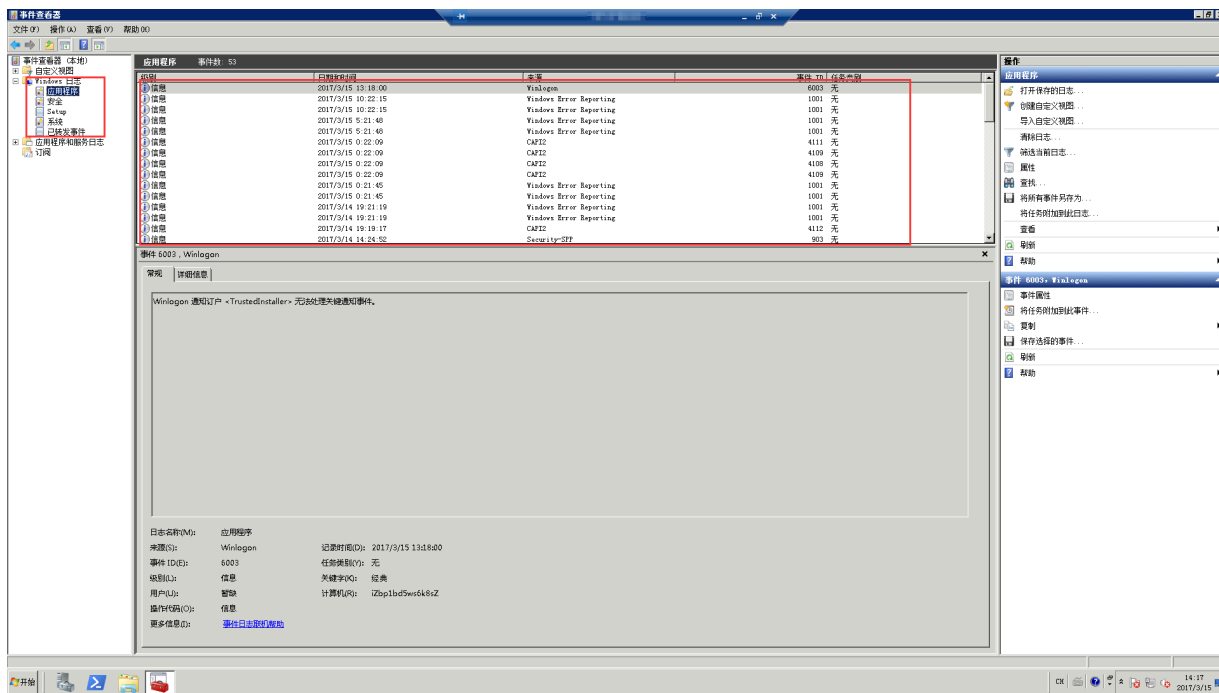 事件查看器
文件(F) 操作(A) 查看(V) 帮助(H)
事件查看器 (本地)
自定义视图
Windows 日志
应用程序
安全
Setup
系统
已转发事件
应用程序和服务日志
订阅
应用程序 事件数: 53
级别 日期和时间 来源 事件 ID 任务类别
信息 2017/3/15 13:18:00 Winlogon 6003 无
信息 2017/3/15 10:22:15 Windows Error Reporting 1001 无
信息 2017/3/15 10:22:15 Windows Error Reporting 1001 无
信息 2017/3/15 5:21:48 Windows Error Reporting 1001 无
信息 2017/3/15 5:21:48 Windows Error Reporting 1001 无
信息 2017/3/15 0:22:09 CAPI2 4111 无
信息 2017/3/15 0:22:09 CAPI2 4109 无
信息 2017/3/15 0:22:09 CAPI2 4108 无
信息 2017/3/15 0:22:09 CAPI2 4109 无
信息 2017/3/15 0:21:45 Windows Error Reporting 1001 无
信息 2017/3/15 0:21:45 Windows Error Reporting 1001 无
信息 2017/3/14 19:21:19 Windows Error Reporting 1001 无
信息 2017/3/14 19:21:19 Windows Error Reporting 1001 无
信息 2017/3/14 19:19:17 CAPI2 4112 无
信息 2017/3/14 14:24:52 Security-SPP 903 无
事件 6003，Winlogon
常规 详细信息
Winlogon 通知订户 <TrustedInstaller> 无法处理关键通知事件。
日志名称(M): 应用程序
来源(S): Winlogon 记录时间(D): 2017/3/15 13:18:00
事件 ID(E): 6003 任务类别(Y): 无
级别(L): 信息 关键字(K): 经典
用户(U): 暂缺 计算机(R): iZbp1bd5ws6k8sZ
操作代码(O): 信息
更多信息(I): 事件日志联机帮助
操作
应用程序
打开保存的日志...
创建自定义视图...
导入自定义视图...
清除日志...
筛选当前日志...
属性
查找...
将所有事件另存为...
将任务附加到此日志...
查看
刷新
帮助
事件 6003，Winlogon
事件属性
将任务附加到此事件...
复制
保存选择的事件...
刷新
帮助
开始
CH
14:17
2017/3/15